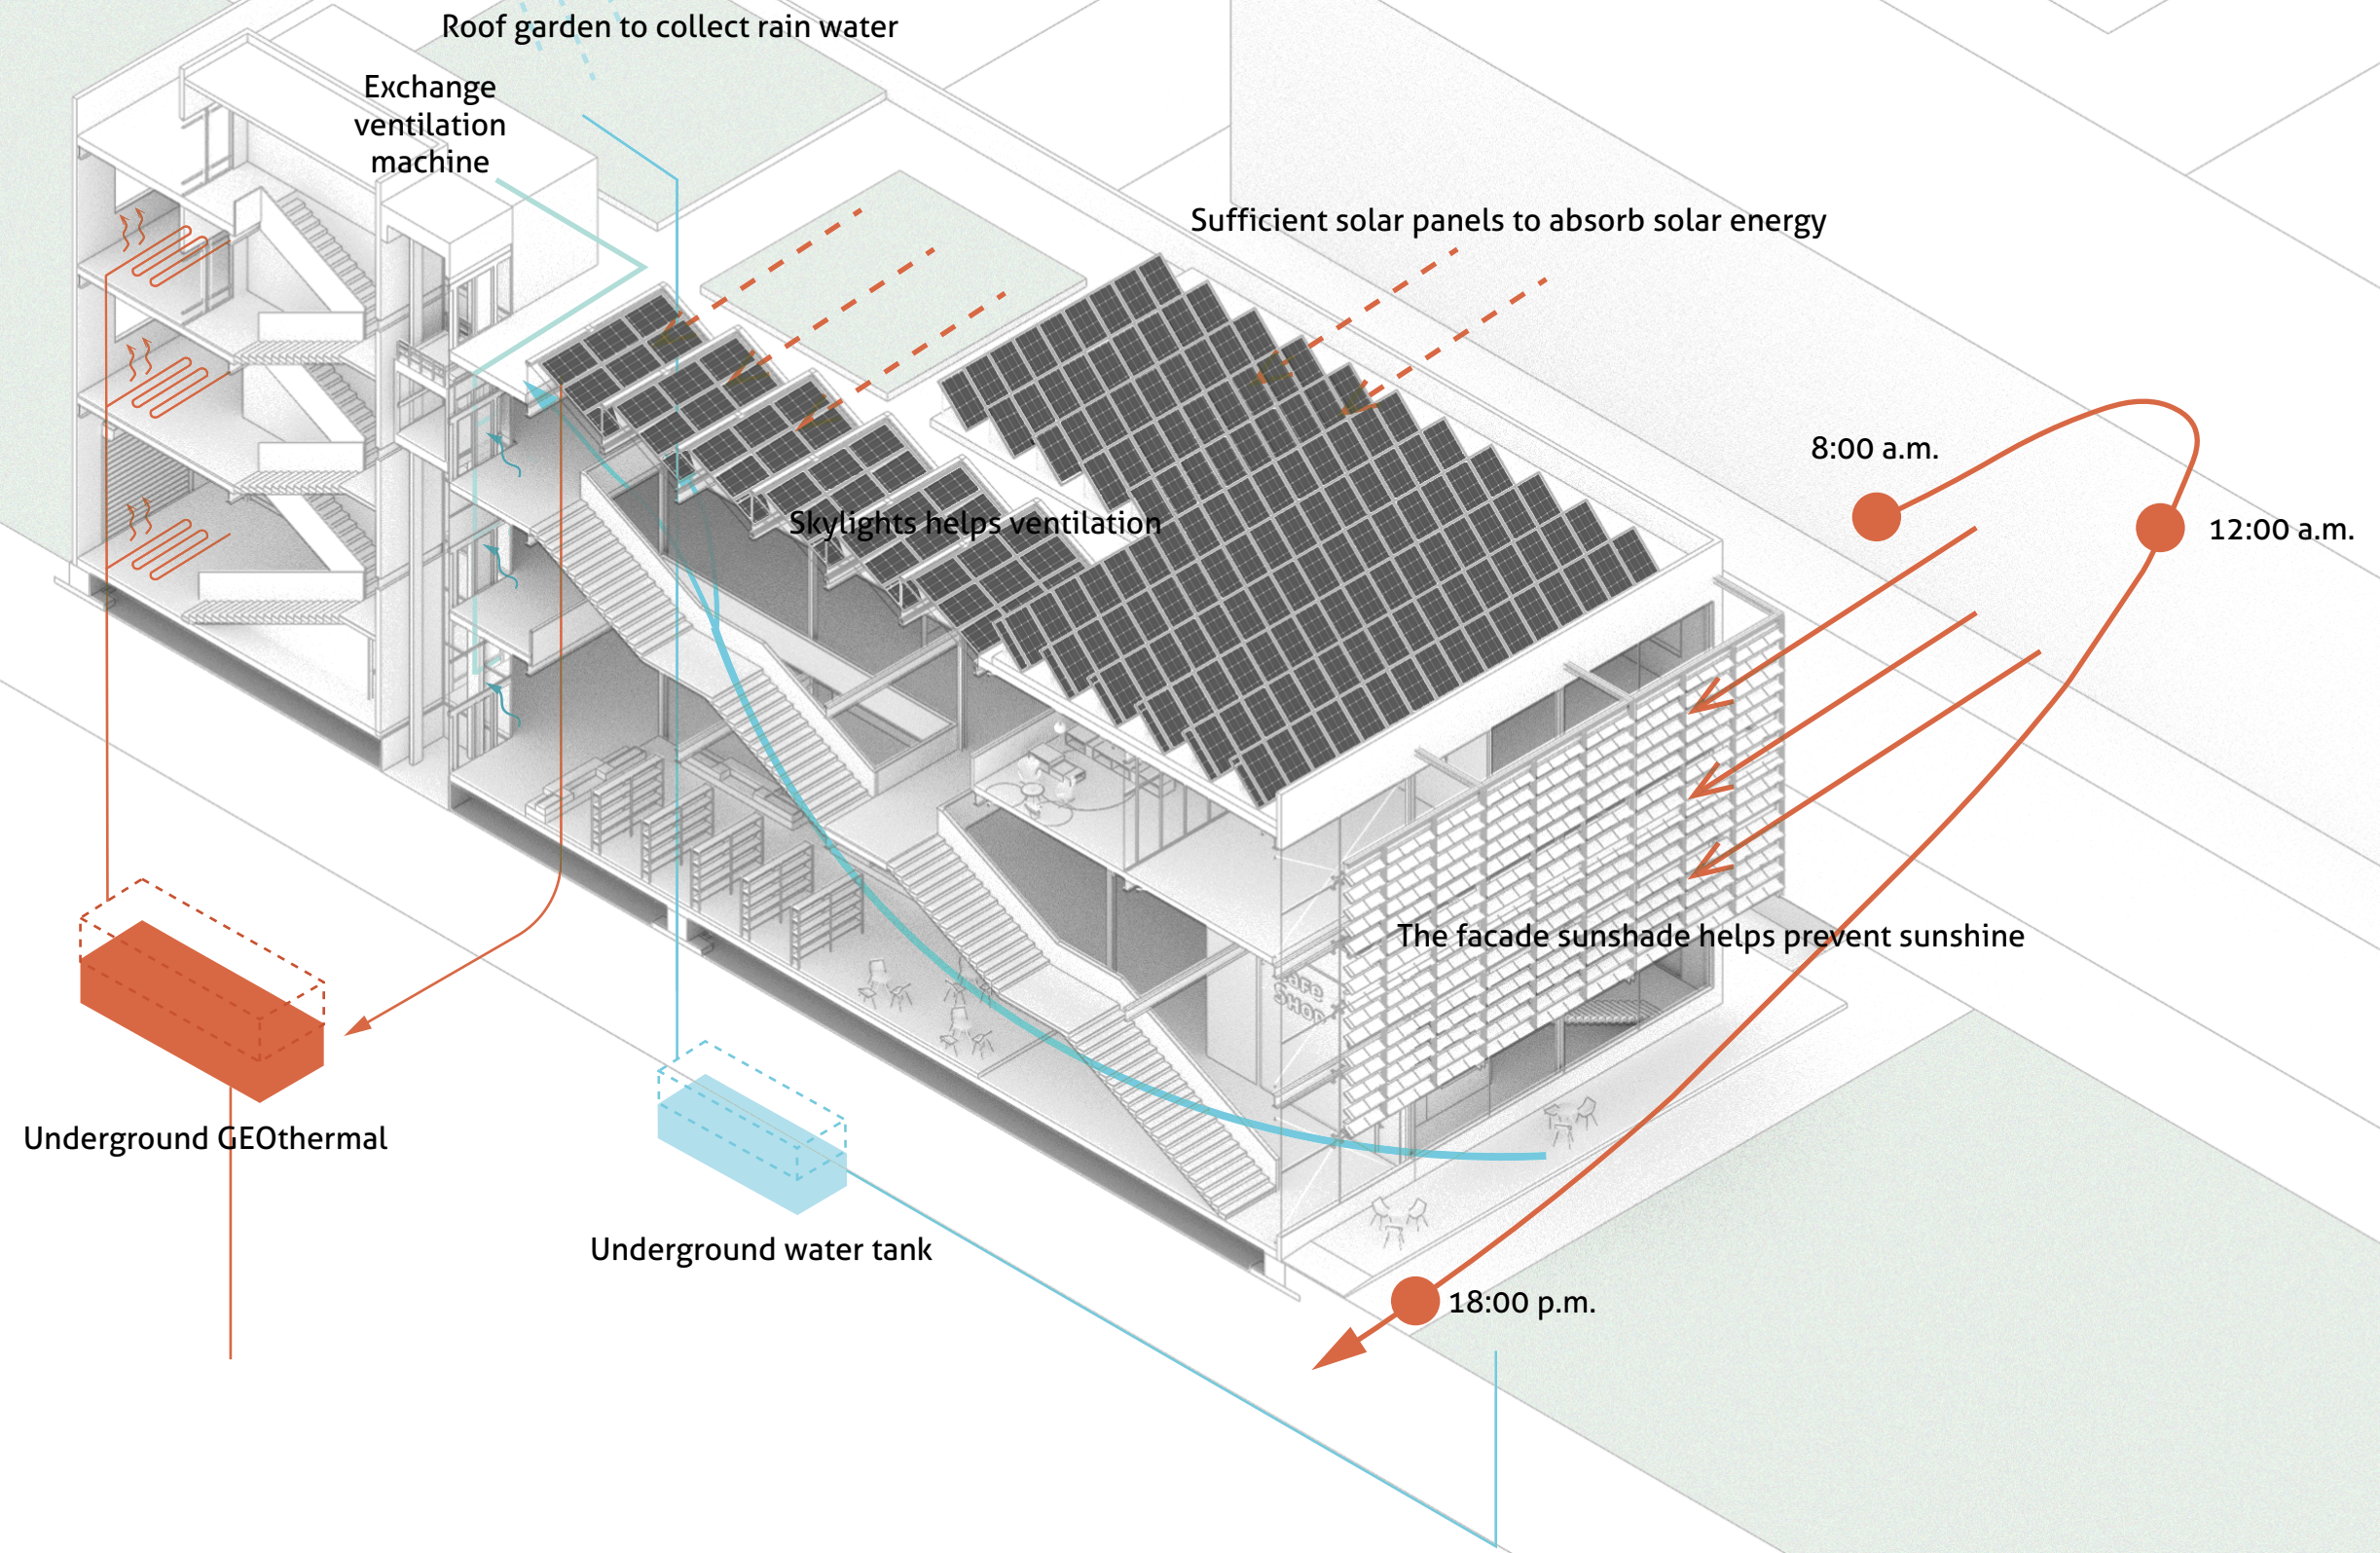 Roof garden to collect rain water
Exchange
ventilation
machine
Sufficient solar panels to absorb solar energy
8:00 a.m.
12:00 a.m.
Skylights helps ventilation
The facade sunshade helps prevent sunshine
SHOP
Underground GEOthermal
Underground water tank
18:00 p.m.